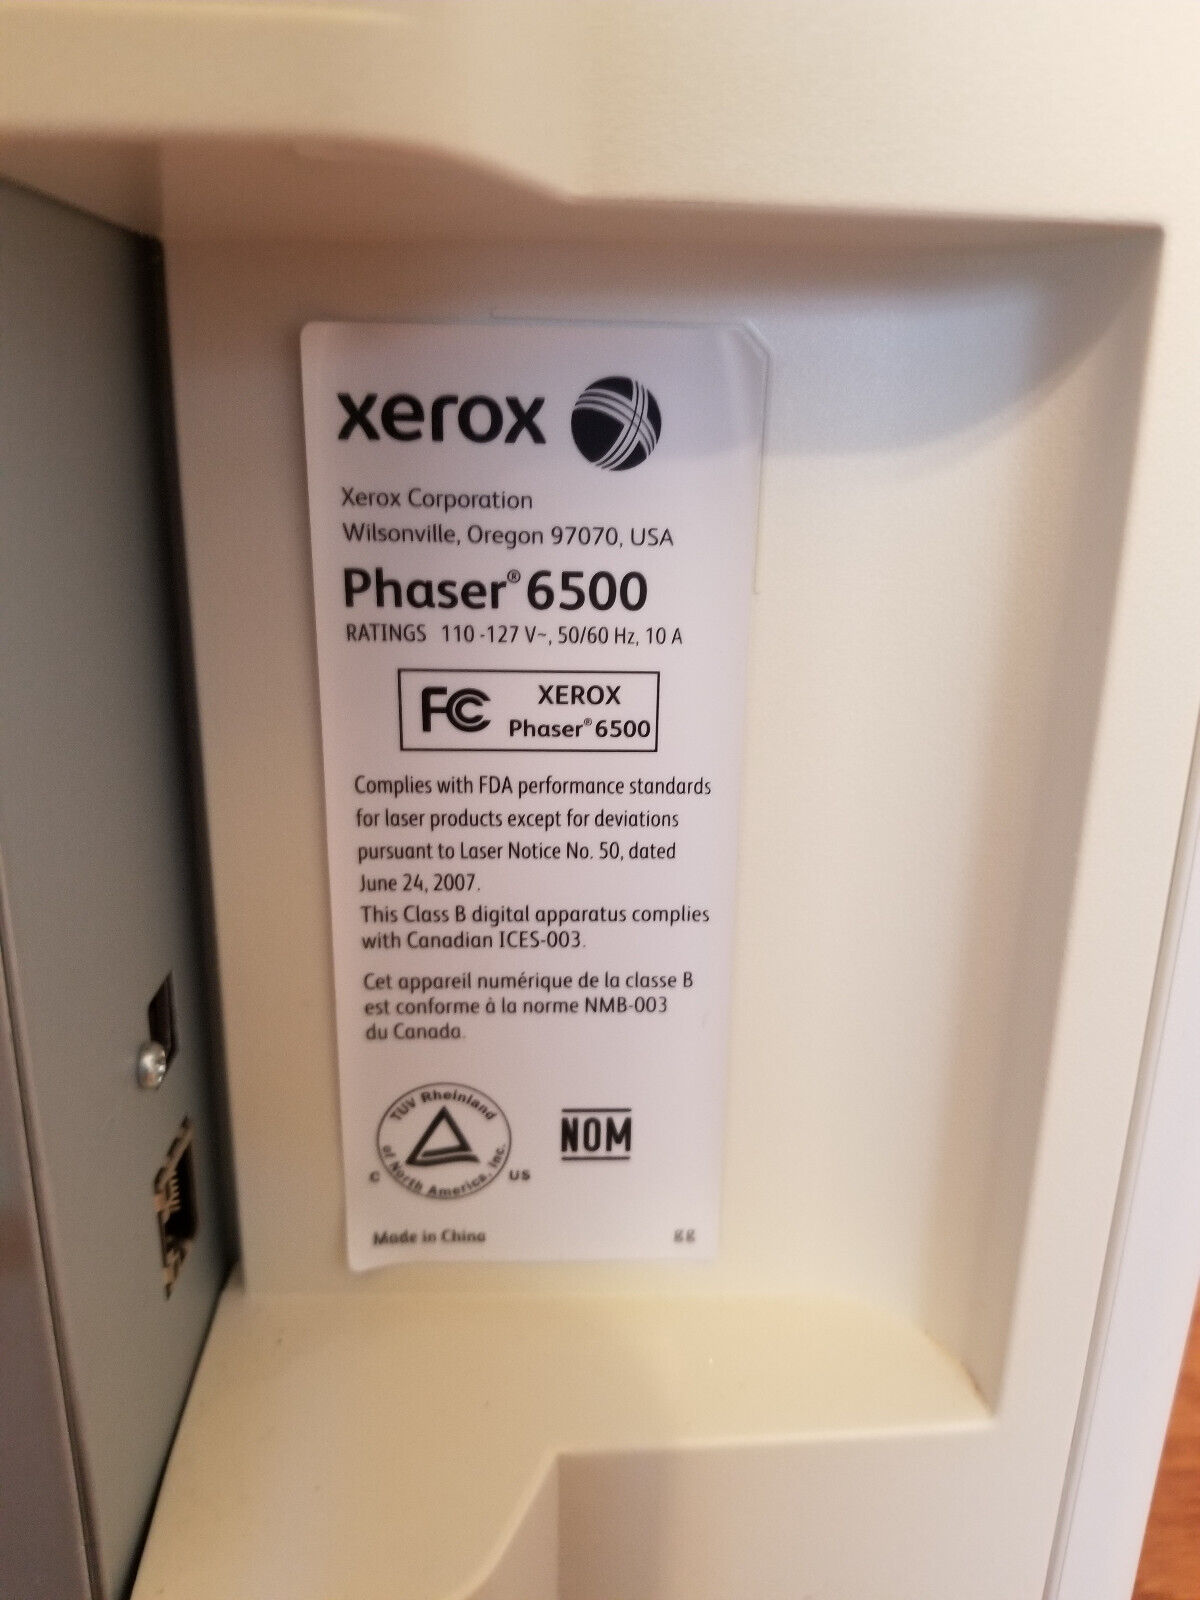 xerox
Xerox Corporation
Wilsonville, Oregon 97070, USA
Phaser® 6500
RATINGS 110 -127 V~, 50/60 Hz, 10 A
FC XEROX
Phaser® 6500
Complies with FDA performance standards
for laser products except for deviations
pursuant to Laser Notice No. 50, dated
June 24, 2007.
This Class B digital apparatus complies
with Canadian ICES-003.
Cet appareil numérique de la classe B
est conforme à la norme NMB-003
du Canada.
TUV Rheinland
of North America, Inc.
C US
NOM
Made in China gg